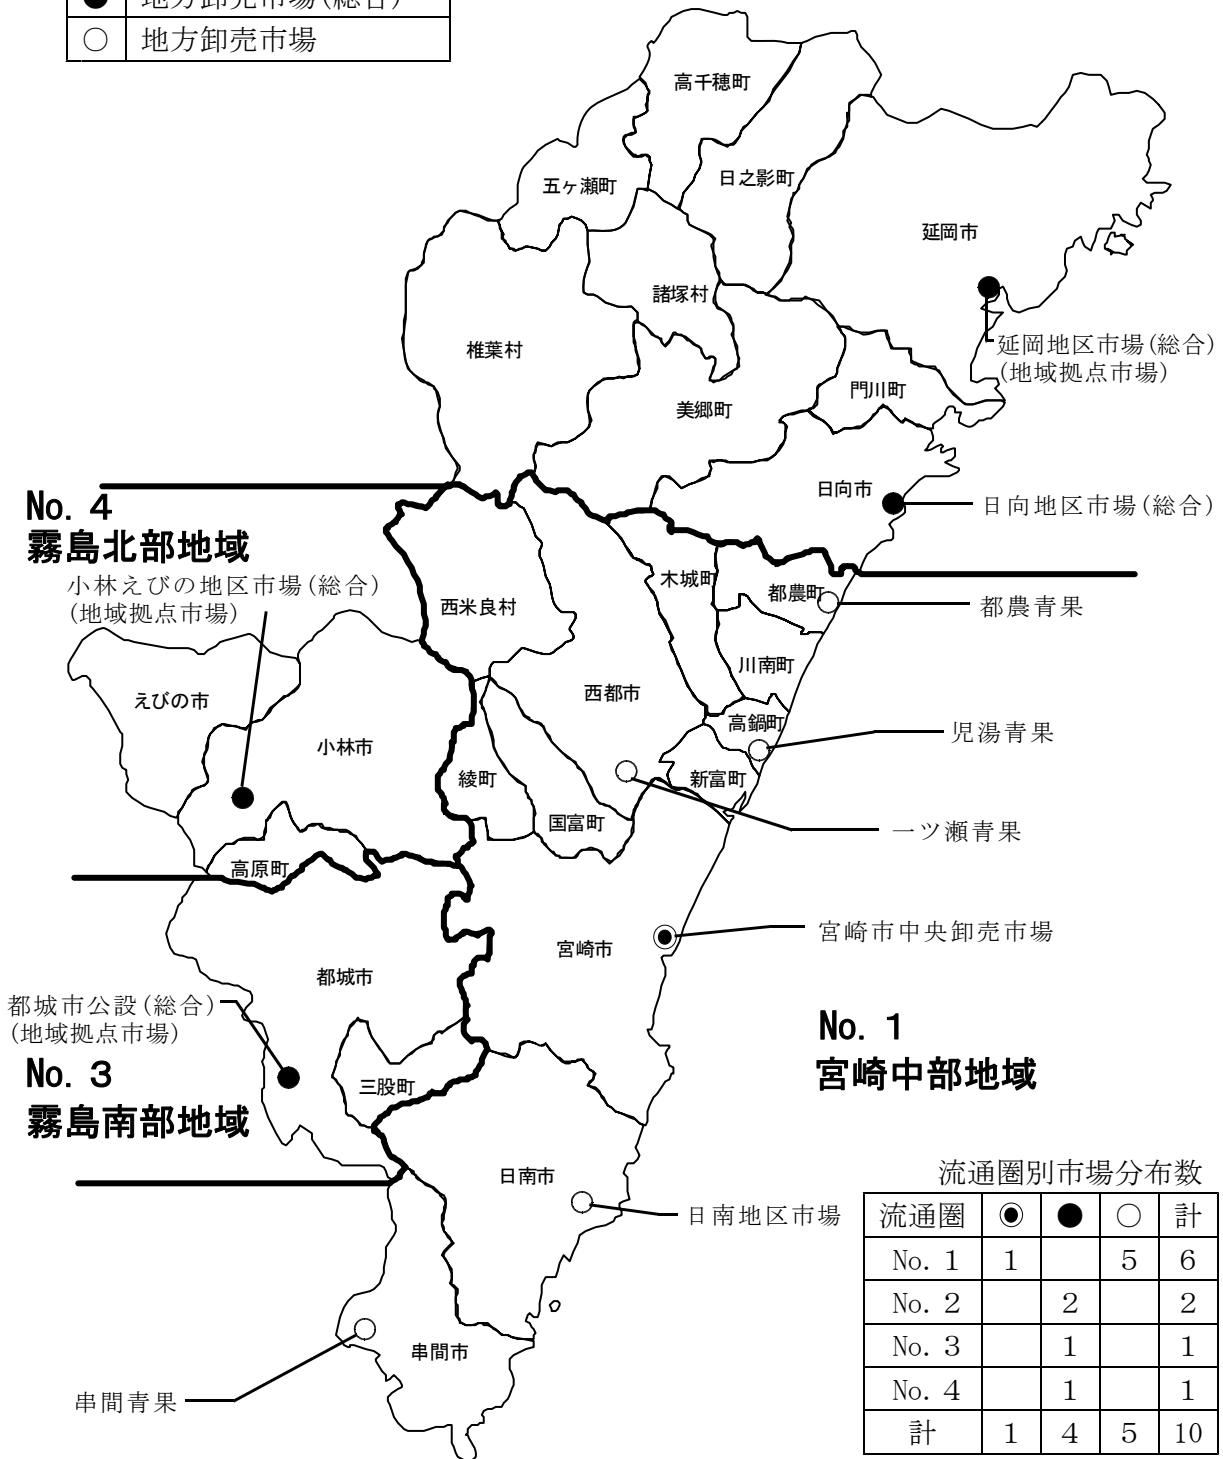 ● 地方卸売市場(総合)
○ 地方卸売市場
高千穂町
日之影町
五ヶ瀬町
延岡市
諸塚村
椎葉村
延岡地区市場(総合)
(地域拠点市場)
門川町
美郷町
日向市
日向地区市場(総合)
No. 4
霧島北部地域
小林えびの地区市場(総合)
(地域拠点市場)
木城町
都農町
西米良村
都農青果
川南町
えびの市
西都市
高鍋町
小林市
児湯青果
綾町
新富町
国富町
一ツ瀬青果
高原町
宮崎市
宮崎市中央卸売市場
都城市
都城市公設(総合)
(地域拠点市場)
No. 1
宮崎中部地域
No. 3
霧島南部地域
三股町
日南市
日南地区市場
串間市
串間青果
流通圏別市場分布数
流通圏 ◉ ● ○ 計
No. 1 1 5 6
No. 2 2 2
No. 3 1 1
No. 4 1 1
計 1 4 5 10